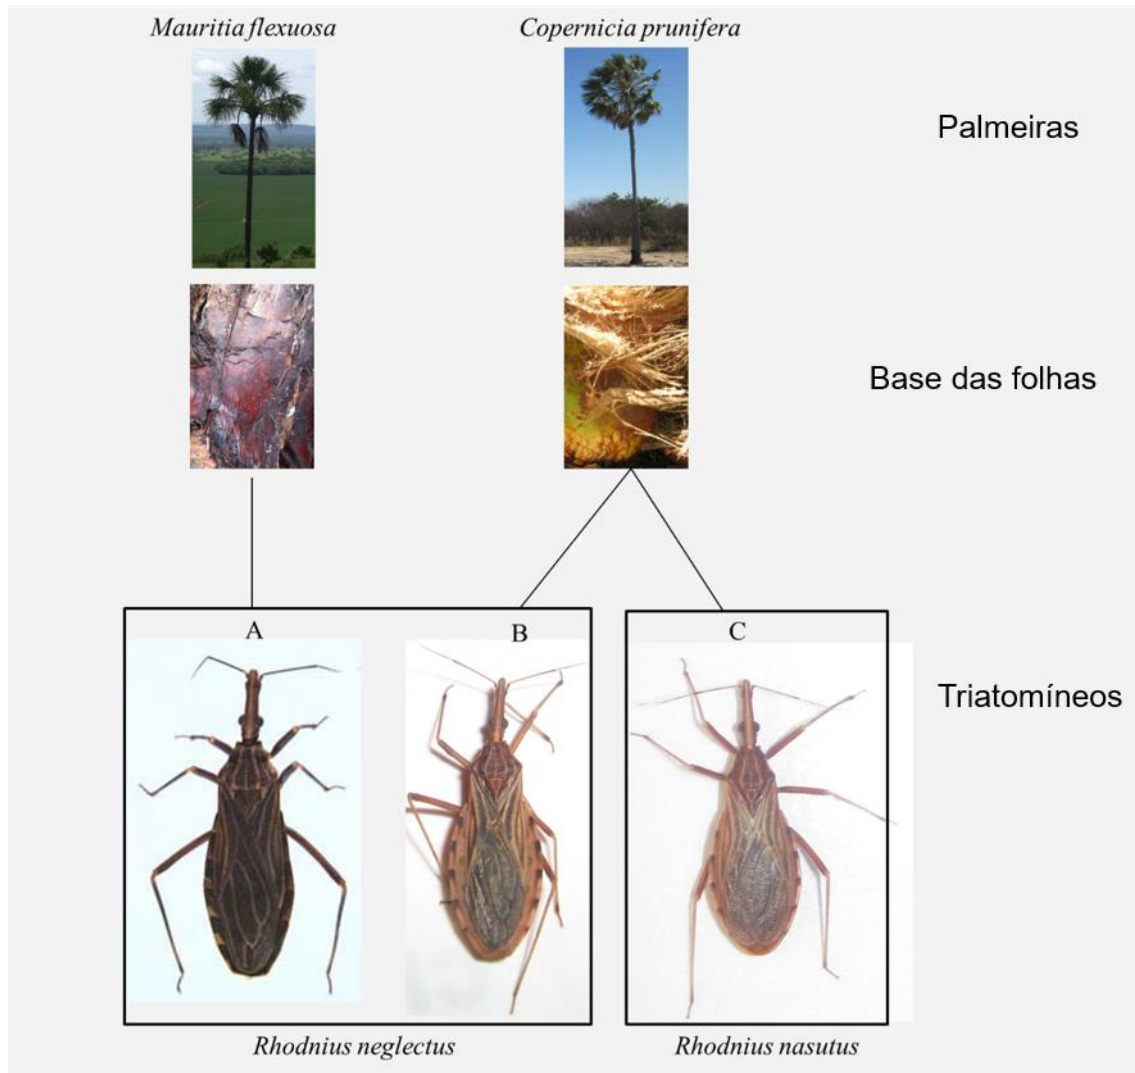 Mauritia flexuosa
Copernicia prunifera
Palmeiras
Base das folhas
A
B
C
Triatomíneos
Rhodnius neglectus
Rhodnius nasutus